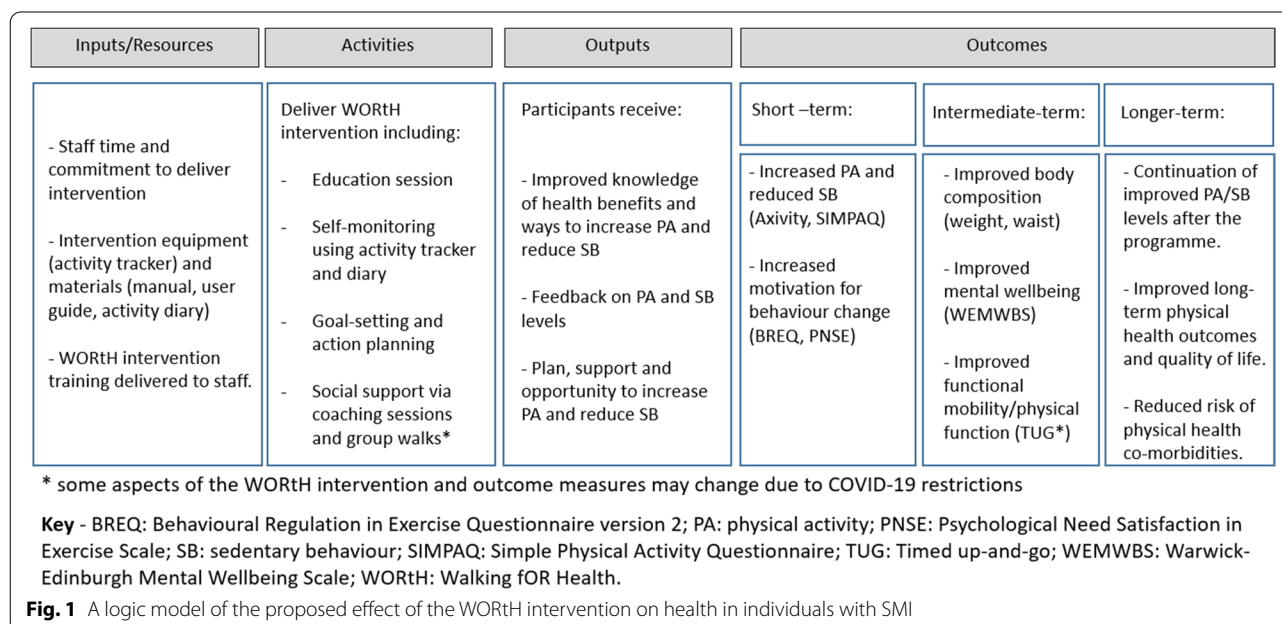 Inputs/Resources
Activities
Outputs
Outcomes
- Staff time and
commitment to deliver
intervention
- Intervention equipment
(activity tracker) and
materials (manual, user
guide, activity diary)
- WORtH intervention
training delivered to staff.
Deliver WORtH
intervention including:
- Education session
- Self-monitoring
using activity tracker
and diary
- Goal-setting and
action planning
- Social support via
coaching sessions
and group walks*
Participants receive:
- Improved knowledge
of health benefits and
ways to increase PA and
reduce SB
- Feedback on PA and SB
levels
- Plan, support and
opportunity to increase
PA and reduce SB
Short –term:
- Increased PA and
reduced SB
(Axivity, SIMPAQ)
- Increased
motivation for
behaviour change
(BREQ, PNSE)
Intermediate-term:
- Improved body
composition
(weight, waist)
- Improved
mental wellbeing
(WEMWBS)
- Improved
functional
mobility/physical
function (TUG*)
Longer-term:
- Continuation of
improved PA/SB
levels after the
programme.
- Improved long-
term physical
health outcomes
and quality of life.
- Reduced risk of
physical health
co-morbidities.
* some aspects of the WORtH intervention and outcome measures may change due to COVID-19 restrictions
Key - BREQ: Behavioural Regulation in Exercise Questionnaire version 2; PA: physical activity; PNSE: Psychological Need Satisfaction in
Exercise Scale; SB: sedentary behaviour; SIMPAQ: Simple Physical Activity Questionnaire; TUG: Timed up-and-go; WEMWBS: Warwick-
Edinburgh Mental Wellbeing Scale; WORtH: Walking fOR Health.
Fig. 1 A logic model of the proposed effect of the WORtH intervention on health in individuals with SMI